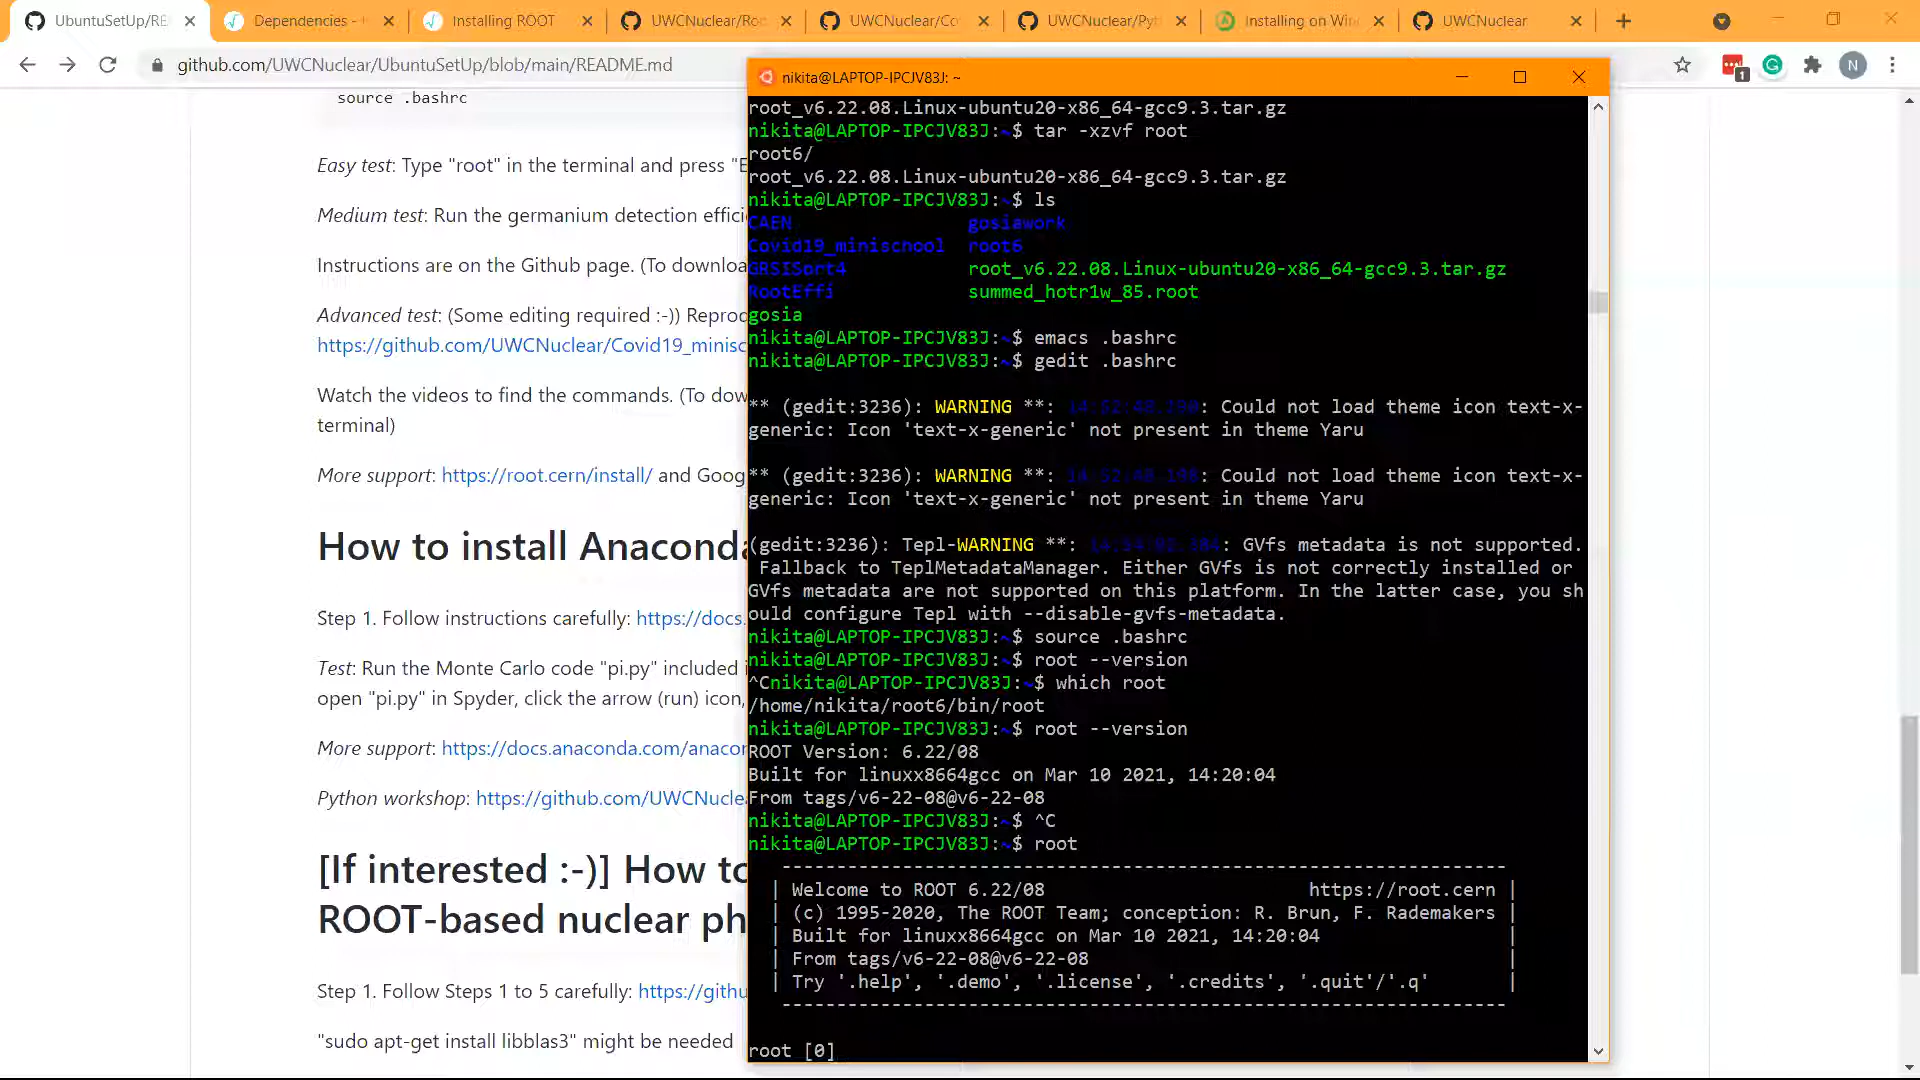 UbuntuSetUp/RE
Dependencies -
Installing ROOT
UWCNuclear/Roo
UWCNuclear/Co
UWCNuclear/Pyt
Installing on Win
UWCNuclear
github.com/UWCNuclear/UbuntuSetUp/blob/main/README.md
1
N
source .bashrc
Easy test: Type "root" in the terminal and press "E
Medium test: Run the germanium detection effici
Instructions are on the Github page. (To downloa
Advanced test: (Some editing required :-)) Reproc
https://github.com/UWCNuclear/Covid19_minisc
Watch the videos to find the commands. (To dow
terminal)
More support: https://root.cern/install/ and Goog
How to install Anaconda
Step 1. Follow instructions carefully: https://docs.
Test: Run the Monte Carlo code "pi.py" included i
open "pi.py" in Spyder, click the arrow (run) icon,
More support: https://docs.anaconda.com/anacor
Python workshop: https://github.com/UWCNucle
[If interested :-)] How to
ROOT-based nuclear ph
Step 1. Follow Steps 1 to 5 carefully: https://githu
"sudo apt-get install libblas3" might be needed
nikita@LAPTOP-IPCJV83J: ~
root_v6.22.08.Linux-ubuntu20-x86_64-gcc9.3.tar.gz
nikita@LAPTOP-IPCJV83J:~$ tar -xzvf root
root6/
root_v6.22.08.Linux-ubuntu20-x86_64-gcc9.3.tar.gz
nikita@LAPTOP-IPCJV83J:~$ ls
CAEN gosiawork
Covid19_minischool root6
GRSISort4 root_v6.22.08.Linux-ubuntu20-x86_64-gcc9.3.tar.gz
RootEffi summed_hotr1w_85.root
gosia
nikita@LAPTOP-IPCJV83J:~$ emacs .bashrc
nikita@LAPTOP-IPCJV83J:~$ gedit .bashrc
** (gedit:3236): WARNING **: : Could not load theme icon text-x-
generic: Icon 'text-x-generic' not present in theme Yaru
** (gedit:3236): WARNING **: : Could not load theme icon text-x-
generic: Icon 'text-x-generic' not present in theme Yaru
(gedit:3236): Tepl-WARNING **: : GVfs metadata is not supported.
Fallback to TeplMetadataManager. Either GVfs is not correctly installed or
GVfs metadata are not supported on this platform. In the latter case, you sh
ould configure Tepl with --disable-gvfs-metadata.
nikita@LAPTOP-IPCJV83J:~$ source .bashrc
nikita@LAPTOP-IPCJV83J:~$ root --version
^Cnikita@LAPTOP-IPCJV83J:~$ which root
/home/nikita/root6/bin/root
nikita@LAPTOP-IPCJV83J:~$ root --version
ROOT Version: 6.22/08
Built for linuxx8664gcc on Mar 10 2021, 14:20:04
From tags/v6-22-08@v6-22-08
nikita@LAPTOP-IPCJV83J:~$ ^C
nikita@LAPTOP-IPCJV83J:~$ root
------------------------------------------------------------------
| Welcome to ROOT 6.22/08 https://root.cern |
| (c) 1995-2020, The ROOT Team; conception: R. Brun, F. Rademakers |
| Built for linuxx8664gcc on Mar 10 2021, 14:20:04 |
| From tags/v6-22-08@v6-22-08 |
| Try '.help', '.demo', '.license', '.credits', '.quit'/'.q' |
------------------------------------------------------------------
root [0]